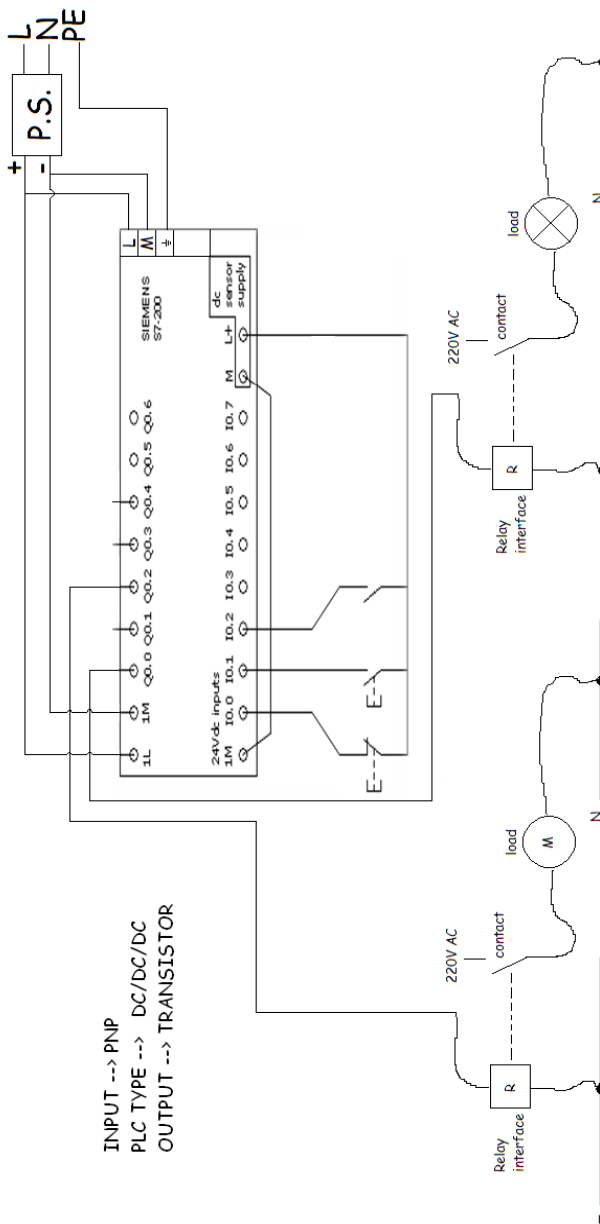 L
N
PE
+
P.S.
-
INPUT --> PNP
PLC TYPE --> DC/DC/DC
OUTPUT --> TRANSISTOR
1L 1M Q0.0 Q0.1 Q0.2 Q0.3 Q0.4 Q0.5 Q0.6
L
M
SIEMENS
S7-200
dc
sensor
supply
24Vdc inputs
1M I0.0 I0.1 I0.2 I0.3 I0.4 I0.5 I0.6 I0.7 M L+
220V AC
contact
load
Relay
interface
R
M
N
220V AC
contact
load
Relay
interface
R
N